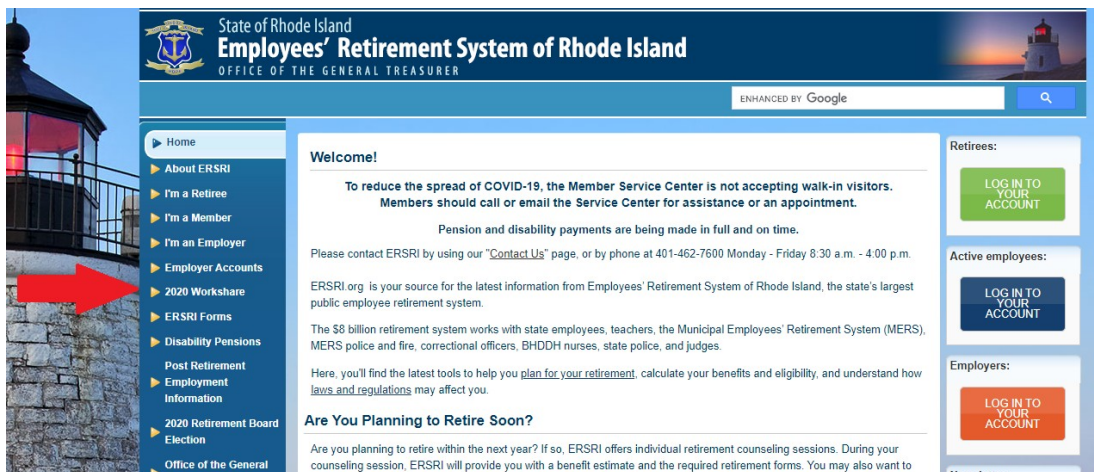 State of Rhode Island
Employees' Retirement System of Rhode Island
OFFICE OF THE GENERAL TREASURER
ENHANCED BY Google
Home
About ERSRI
I'm a Retiree
I'm a Member
I'm an Employer
Employer Accounts
2020 Workshare
ERSRI Forms
Disability Pensions
Post Retirement
Employment
Information
2020 Retirement Board
Election
Office of the General
Welcome!
To reduce the spread of COVID-19, the Member Service Center is not accepting walk-in visitors.
Members should call or email the Service Center for assistance or an appointment.
Pension and disability payments are being made in full and on time.
Please contact ERSRI by using our "Contact Us" page, or by phone at 401-462-7600 Monday - Friday 8:30 a.m. - 4:00 p.m.
ERSRI.org is your source for the latest information from Employees' Retirement System of Rhode Island, the state's largest
public employee retirement system.
The $8 billion retirement system works with state employees, teachers, the Municipal Employees' Retirement System (MERS),
MERS police and fire, correctional officers, BHDDH nurses, state police, and judges.
Here, you'll find the latest tools to help you plan for your retirement, calculate your benefits and eligibility, and understand how
laws and regulations may affect you.
Are You Planning to Retire Soon?
Are you planning to retire within the next year? If so, ERSRI offers individual retirement counseling sessions. During your
counseling session, ERSRI will provide you with a benefit estimate and the required retirement forms. You may also want to
Retirees:
LOG IN TO
YOUR
ACCOUNT
Active employees:
LOG IN TO
YOUR
ACCOUNT
Employers:
LOG IN TO
YOUR
ACCOUNT